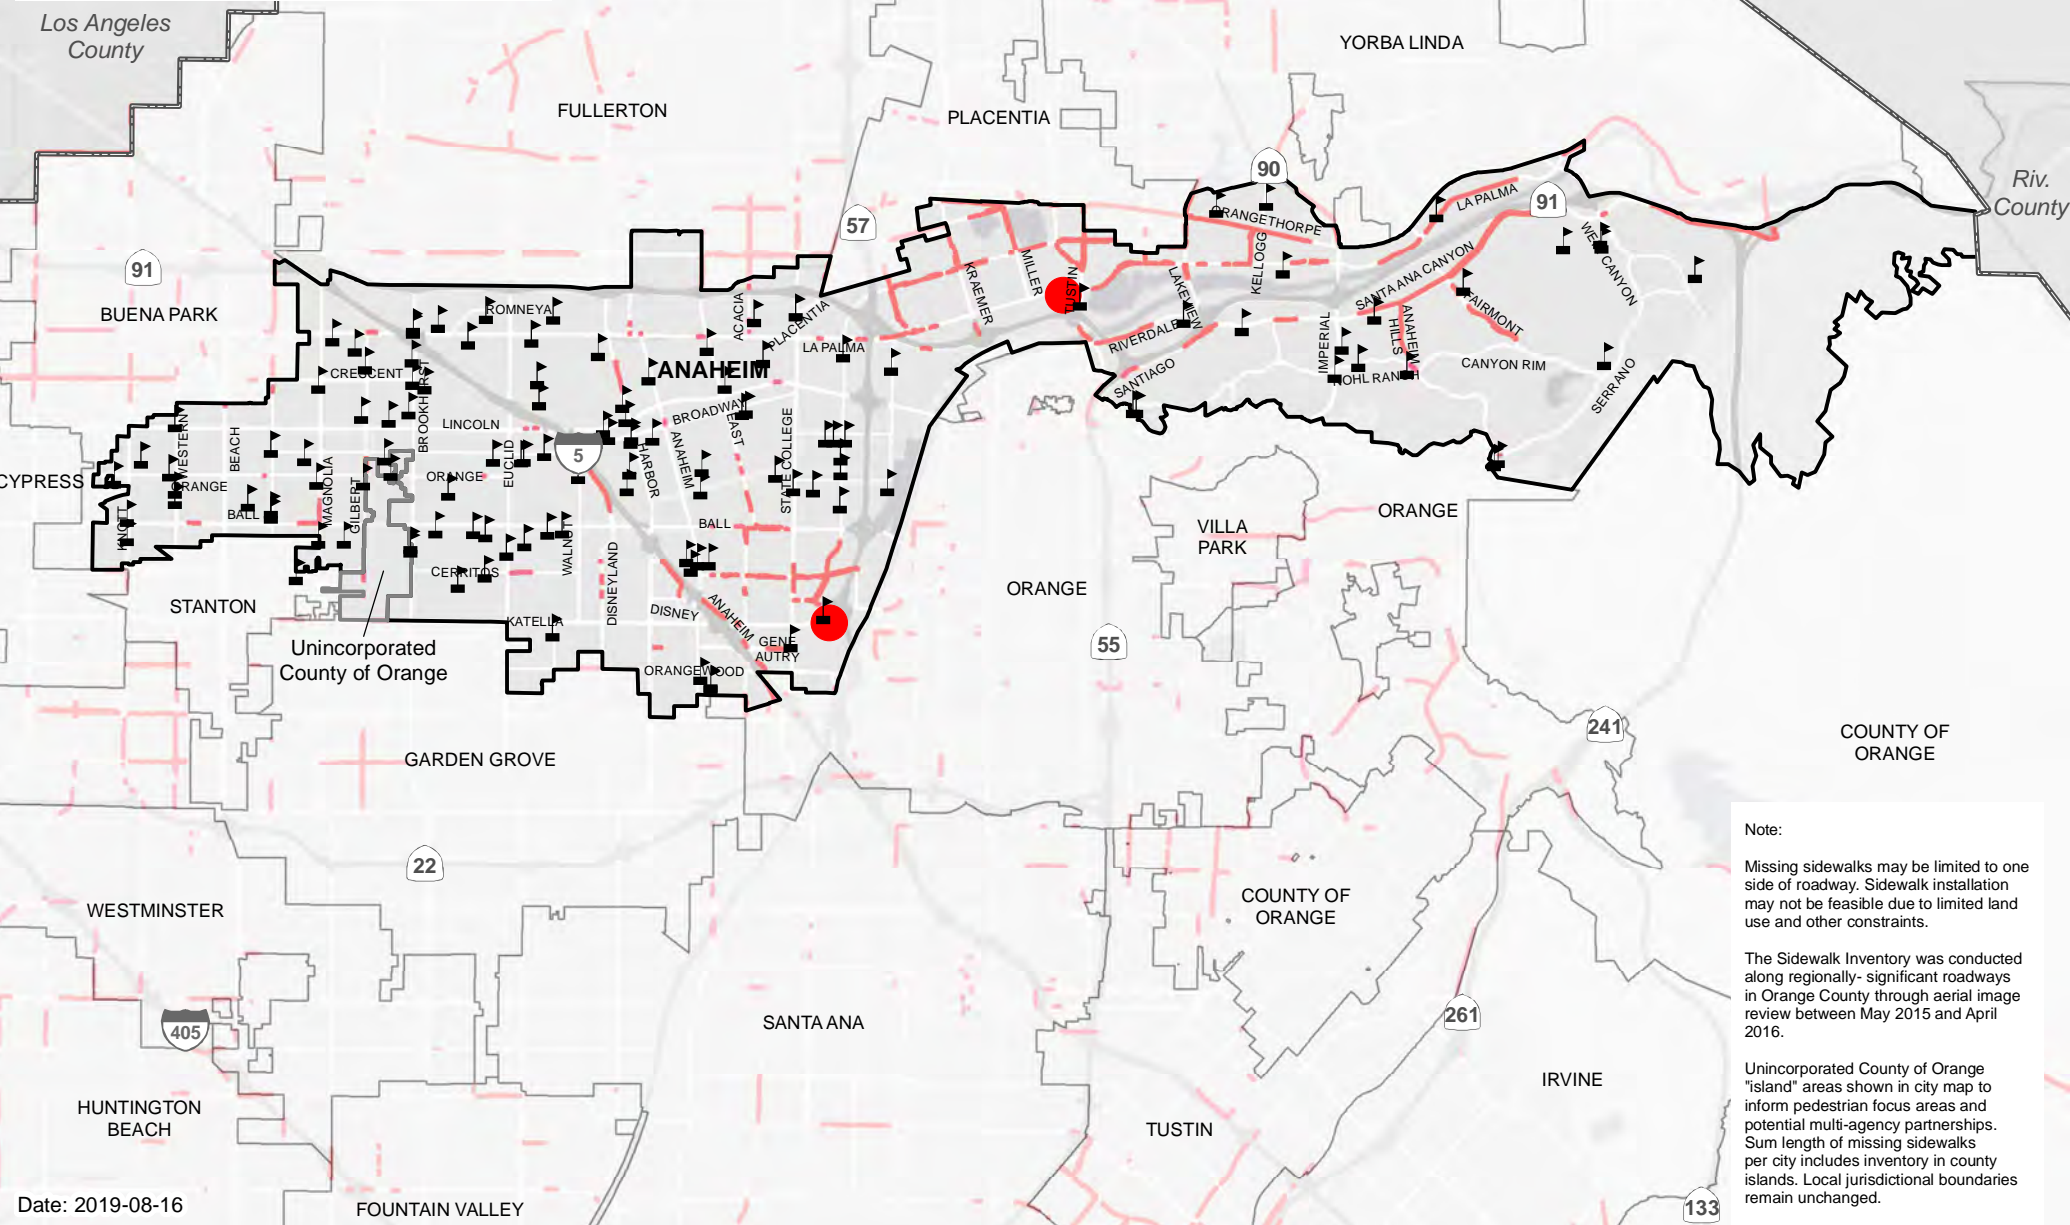 Los Angeles
County
YORBA LINDA
FULLERTON
PLACENTIA
90
Riv.
County
LA PALMA
91
57
ORANGETHORPE
91
KELLOGG
WEIR CANYON
MILLER
KRAEMER
TUSTIN
LAKEVIEW
SANTA ANA CANYON
BUENA PARK
ROMNEYA
ACACIA
PLACENTIA
FAIRMONT
RIVERDALE
IMPERIAL
ANAHEIM
HILLS
LA PALMA
CRESCENT
ANAHEIM
SANTIAGO
NOHL RANCH
CANYON RIM
SERRANO
BROOKHURST
LINCOLN
BROADWAY
EAST
STATE COLLEGE
WESTERN
BEACH
5
HARBOR
ANAHEIM
EUCLID
CYPRESS
ORANGE
MAGNOLIA
GILBERT
ORANGE
KNOTT
BALL
BALL
VILLA
PARK
ORANGE
WALNUT
CERRITOS
DISNEYLAND
ORANGE
STANTON
KATELLA
DISNEY
ANAHEIM
GENE
AUTRY
Unincorporated
County of Orange
ORANGEWOOD
55
241
COUNTY OF
ORANGE
GARDEN GROVE
22
WESTMINSTER
COUNTY OF
ORANGE
405
SANTA ANA
261
IRVINE
HUNTINGTON
BEACH
TUSTIN
133
FOUNTAIN VALLEY
Date: 2019-08-16
Note:
Missing sidewalks may be limited to one
side of roadway. Sidewalk installation
may not be feasible due to limited land
use and other constraints.
The Sidewalk Inventory was conducted
along regionally- significant roadways
in Orange County through aerial image
review between May 2015 and April
2016.
Unincorporated County of Orange
"island" areas shown in city map to
inform pedestrian focus areas and
potential multi-agency partnerships.
Sum length of missing sidewalks
per city includes inventory in county
islands. Local jurisdictional boundaries
remain unchanged.